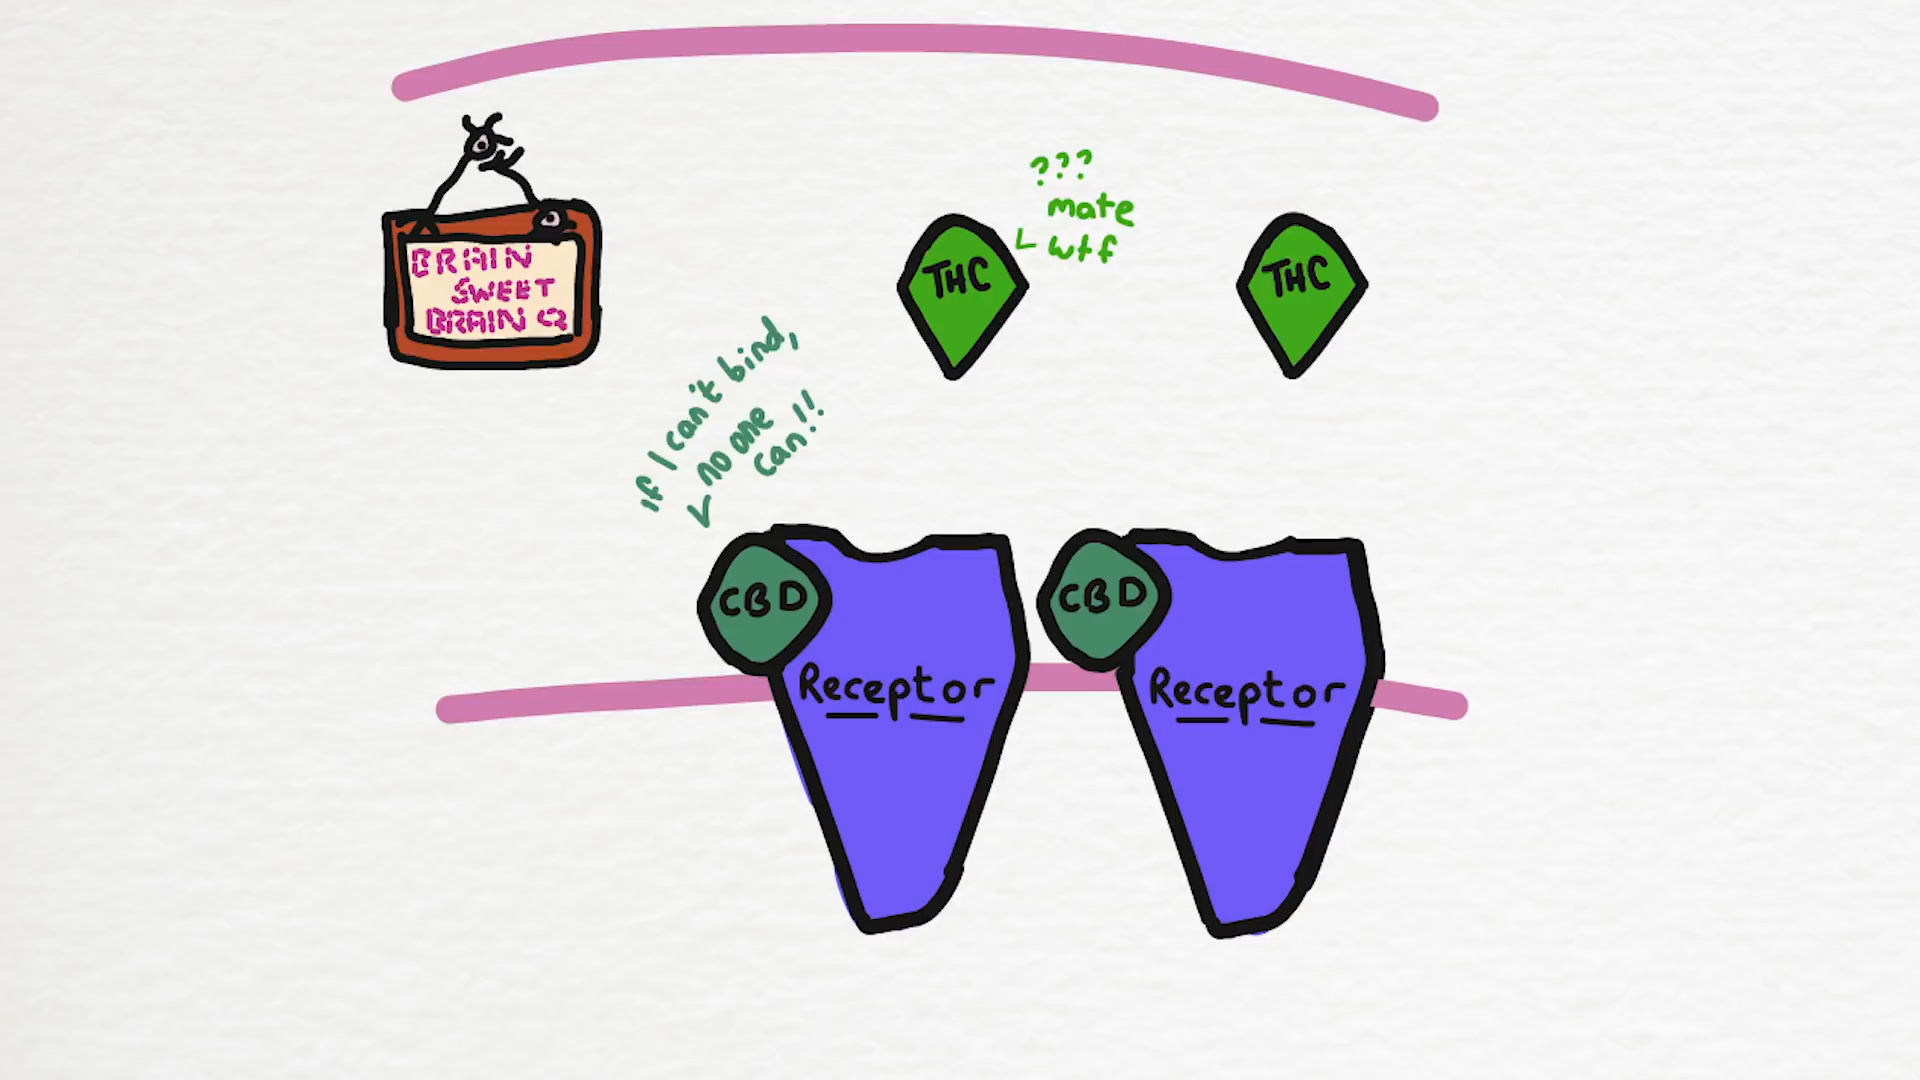 BRAIN
SWEET
BRAIN
???
mate
wtf
THC
THC
If I can't bind,
no one
can!!
CBD
CBD
Receptor
Receptor